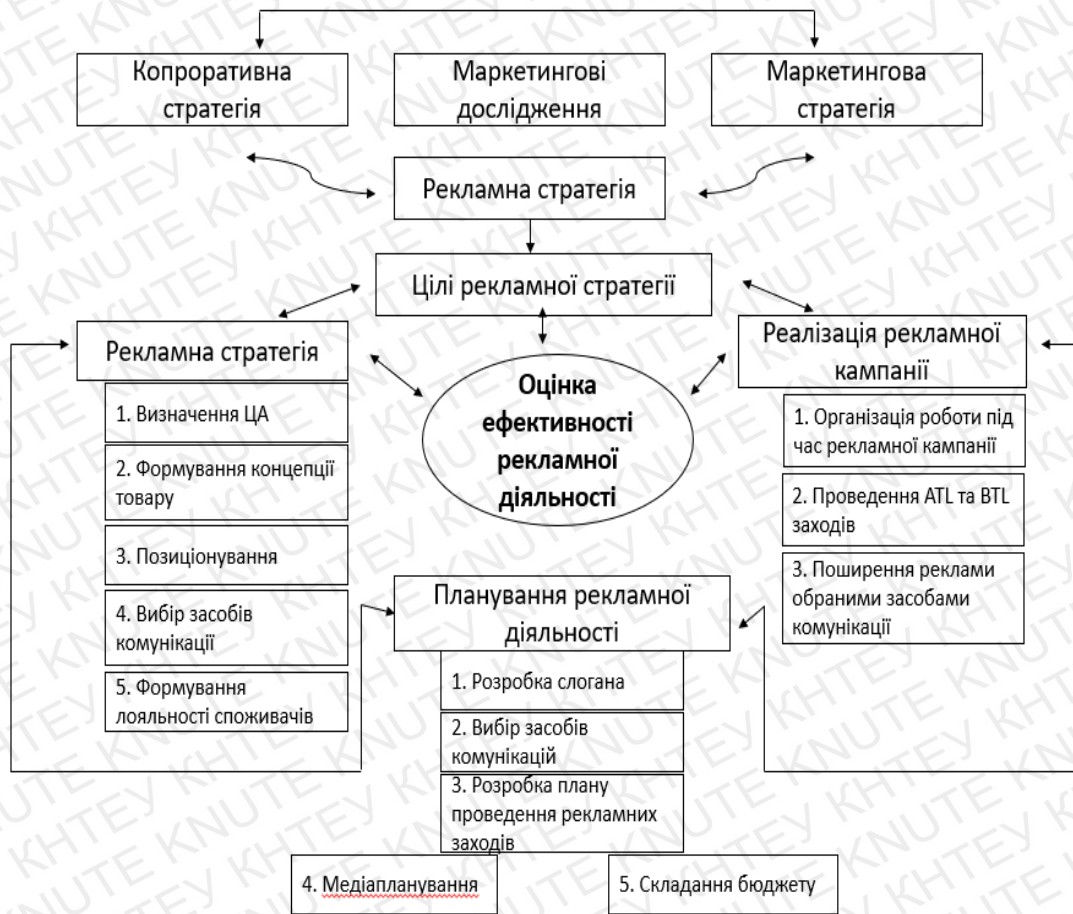 Копроративна
стратегія
Маркетингові
дослідження
Маркетингова
стратегія
Рекламна стратегія
Цілі рекламної стратегії
Рекламна стратегія
1. Визначення ЦА
2. Формування концепції
товару
3. Позиціонування
4. Вибір засобів
комунікації
5. Формування
лояльності споживачів
Оцінка
ефективності
рекламної
діяльності
Реалізація рекламної
кампанії
1. Організація роботи під
час рекламної кампанії
2. Проведення ATL та BTL
заходів
3. Поширення реклами
обраними засобами
комунікації
Планування рекламної
діяльності
1. Розробка слогана
2. Вибір засобів
комунікацій
3. Розробка плану
проведення рекламних
заходів
4. Медіапланування
5. Складання бюджету